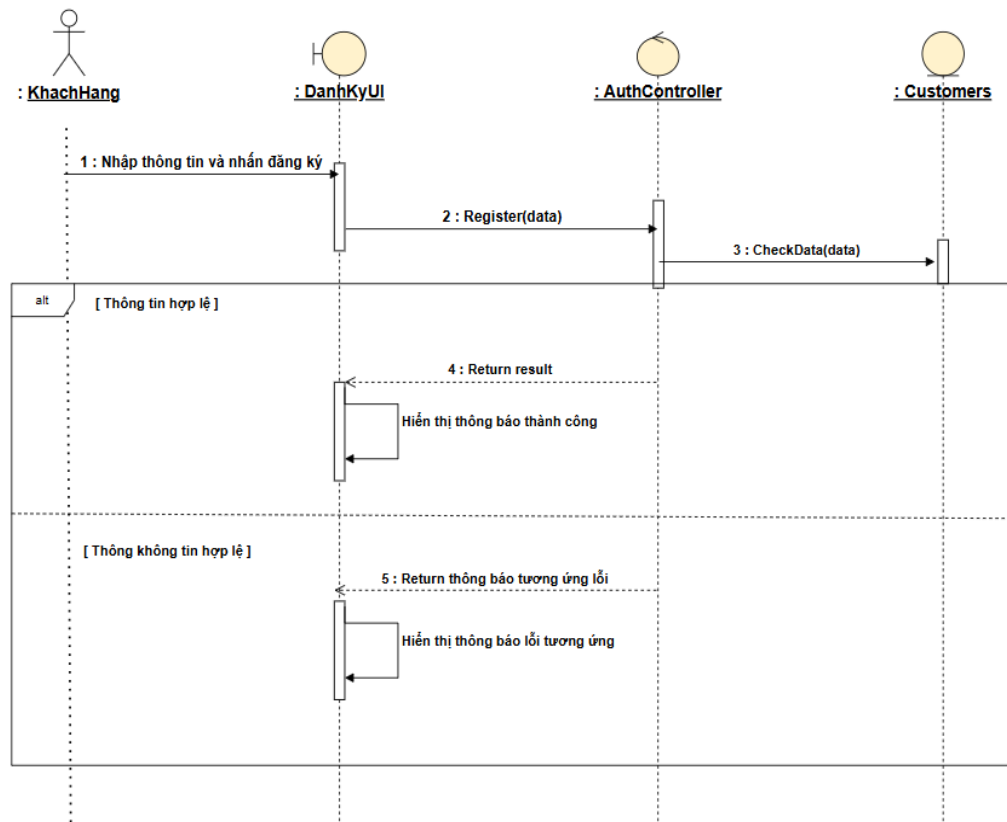 : KhachHang
: DanhKyUI
: AuthController
: Customers
1 : Nhập thông tin và nhấn đăng ký
2 : Register(data)
3 : CheckData(data)
alt
[ Thông tin hợp lệ ]
4 : Return result
Hiển thị thông báo thành công
[ Thông không tin hợp lệ ]
5 : Return thông báo tương ứng lỗi
Hiển thị thông báo lỗi tương ứng